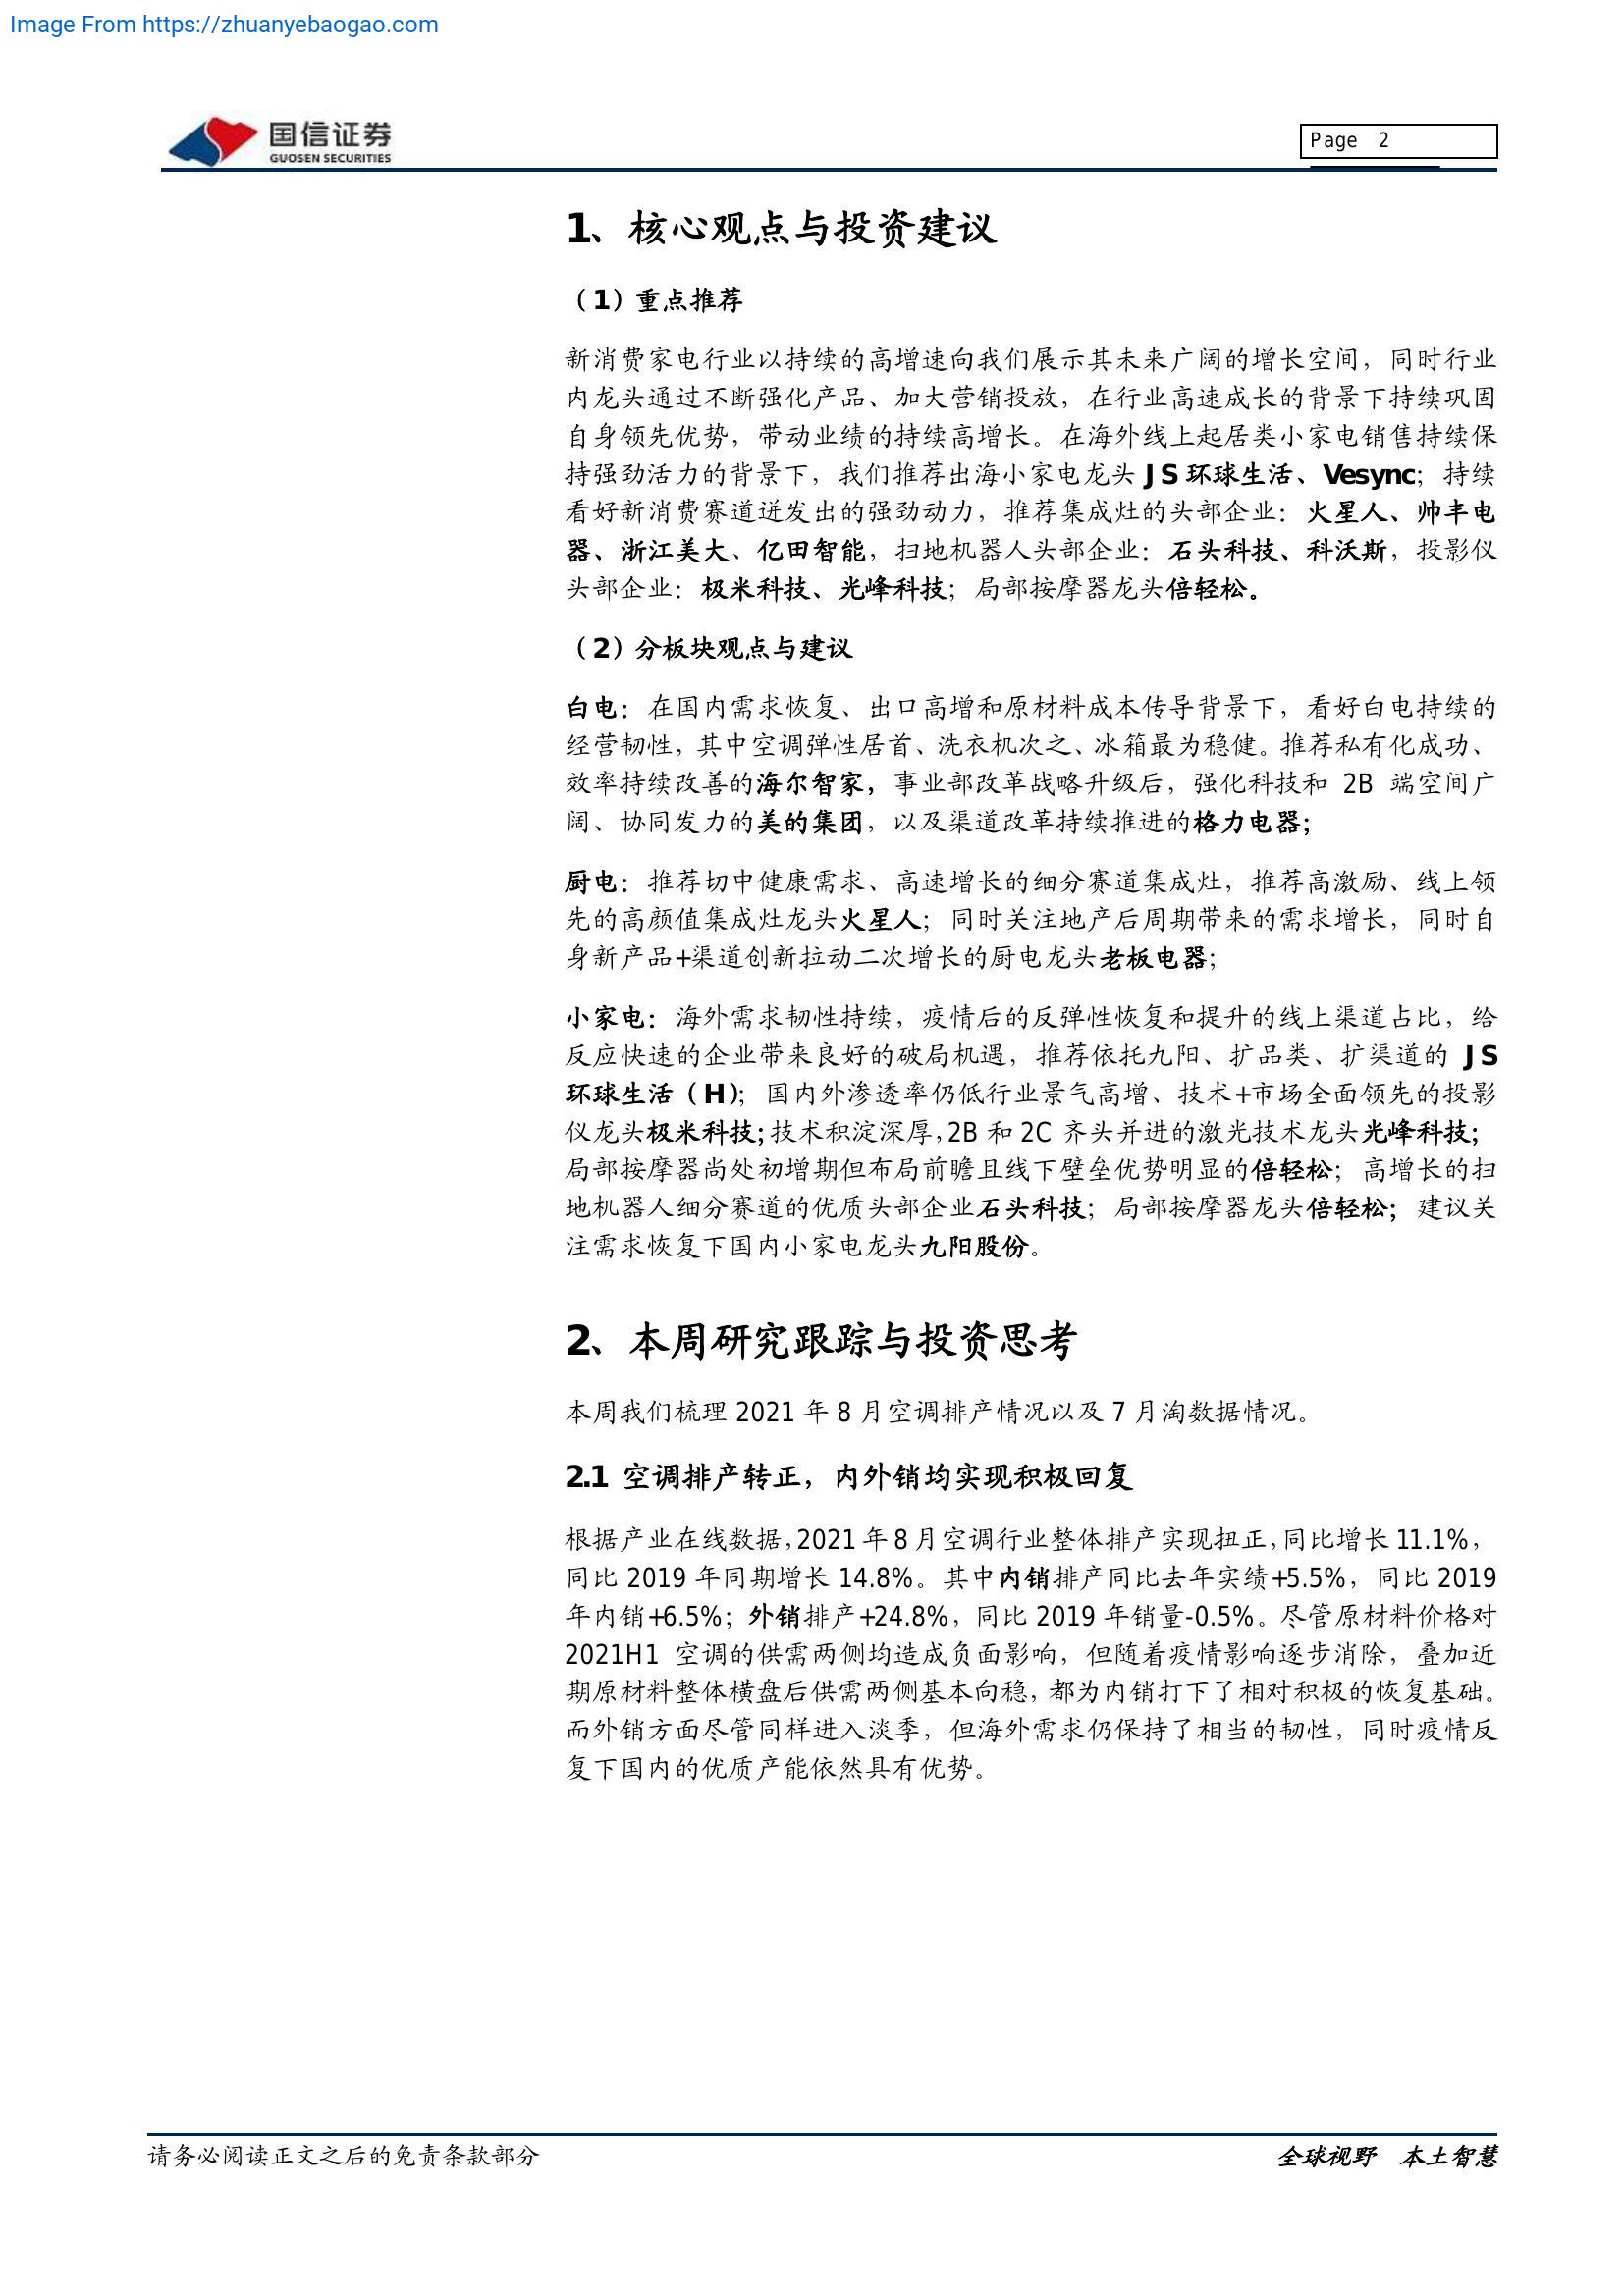 Image From https://zhuanyebaogao.com
国信证券
GUOSEN SECURITIES
Page 2
1、核心观点与投资建议
（1）重点推荐
新消费家电行业以持续的高增速向我们展示其未来广阔的增长空间，同时行业
内龙头通过不断强化产品、加大营销投放，在行业高速成长的背景下持续巩固
自身领先优势，带动业绩的持续高增长。在海外线上起居类小家电销售持续保
持强劲活力的背景下，我们推荐出海小家电龙头 JS 环球生活、Vesync；持续
看好新消费赛道迸发出的强劲动力，推荐集成灶的头部企业：火星人、帅丰电
器、浙江美大、亿田智能，扫地机器人头部企业：石头科技、科沃斯，投影仪
头部企业：极米科技、光峰科技；局部按摩器龙头倍轻松。
（2）分板块观点与建议
白电：在国内需求恢复、出口高增和原材料成本传导背景下，看好白电持续的
经营韧性，其中空调弹性居首、洗衣机次之、冰箱最为稳健。推荐私有化成功、
效率持续改善的海尔智家，事业部改革战略升级后，强化科技和 2B 端空间广
阔、协同发力的美的集团，以及渠道改革持续推进的格力电器；
厨电：推荐切中健康需求、高速增长的细分赛道集成灶，推荐高激励、线上领
先的高颜值集成灶龙头火星人；同时关注地产后周期带来的需求增长，同时自
身新产品+渠道创新拉动二次增长的厨电龙头老板电器；
小家电：海外需求韧性持续，疫情后的反弹性恢复和提升的线上渠道占比，给
反应快速的企业带来良好的破局机遇，推荐依托九阳、扩品类、扩渠道的 JS
环球生活（H）；国内外渗透率仍低行业景气高增、技术+市场全面领先的投影
仪龙头极米科技；技术积淀深厚，2B 和 2C 齐头并进的激光技术龙头光峰科技；
局部按摩器尚处初增期但布局前瞻且线下壁垒优势明显的倍轻松；高增长的扫
地机器人细分赛道的优质头部企业石头科技；局部按摩器龙头倍轻松；建议关
注需求恢复下国内小家电龙头九阳股份。
2、本周研究跟踪与投资思考
本周我们梳理 2021 年 8 月空调排产情况以及 7 月淘数据情况。
2.1 空调排产转正，内外销均实现积极回复
根据产业在线数据，2021 年 8 月空调行业整体排产实现扭正，同比增长 11.1%，
同比 2019 年同期增长 14.8%。其中内销排产同比去年实绩+5.5%，同比 2019
年内销+6.5%；外销排产+24.8%，同比 2019 年销量-0.5%。尽管原材料价格对
2021H1 空调的供需两侧均造成负面影响，但随着疫情影响逐步消除，叠加近
期原材料整体横盘后供需两侧基本向稳，都为内销打下了相对积极的恢复基础。
而外销方面尽管同样进入淡季，但海外需求仍保持了相当的韧性，同时疫情反
复下国内的优质产能依然具有优势。
请务必阅读正文之后的免责条款部分
全球视野 本土智慧